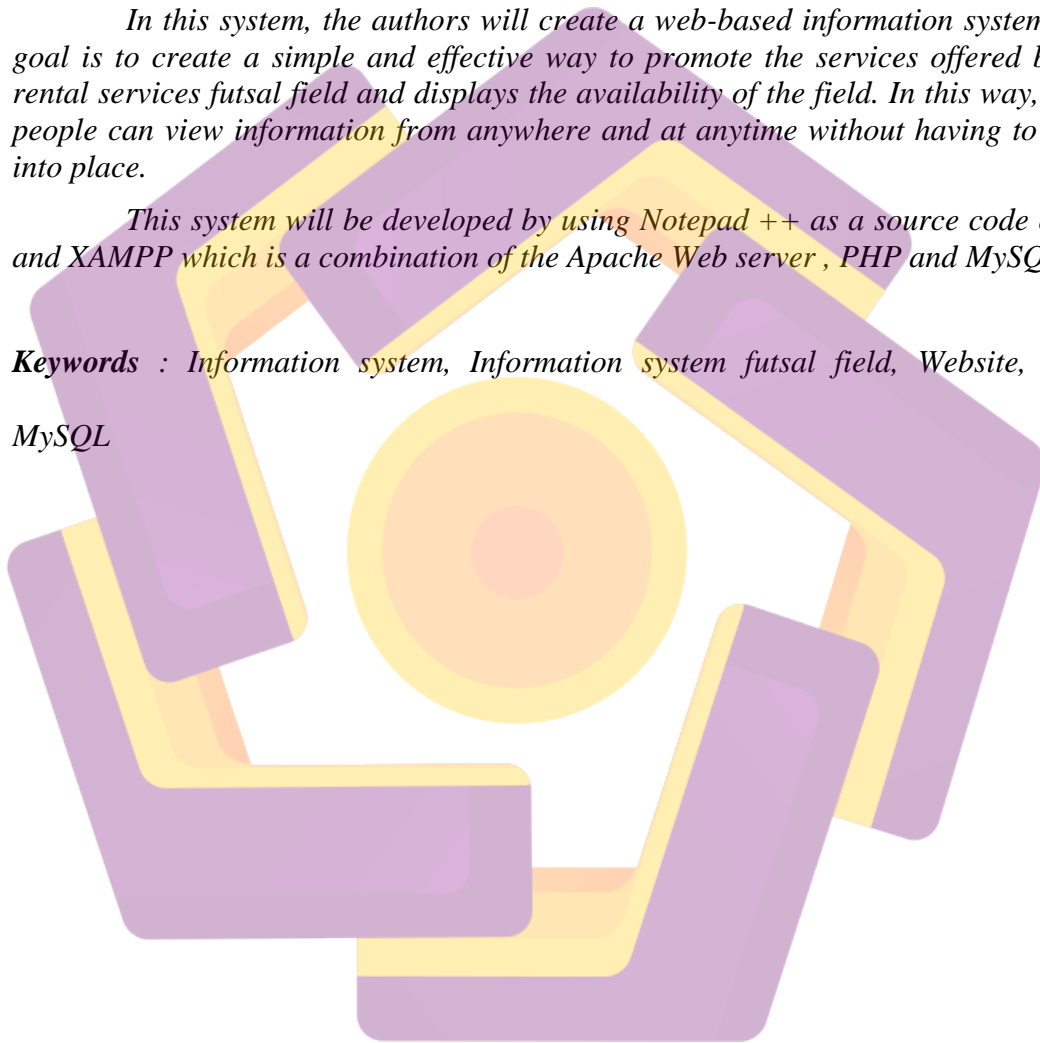 In this system, the authors will create a web-based information system
goal is to create a simple and effective way to promote the services offered
rental services futsal field and displays the availability of the field. In this way,
people can view information from anywhere and at anytime without having to
into place.
This system will be developed by using Notepad ++ as a source code
and XAMPP which is a combination of the Apache Web server , PHP and
Keywords : Information system, Information system futsal field, Website,
MySQL